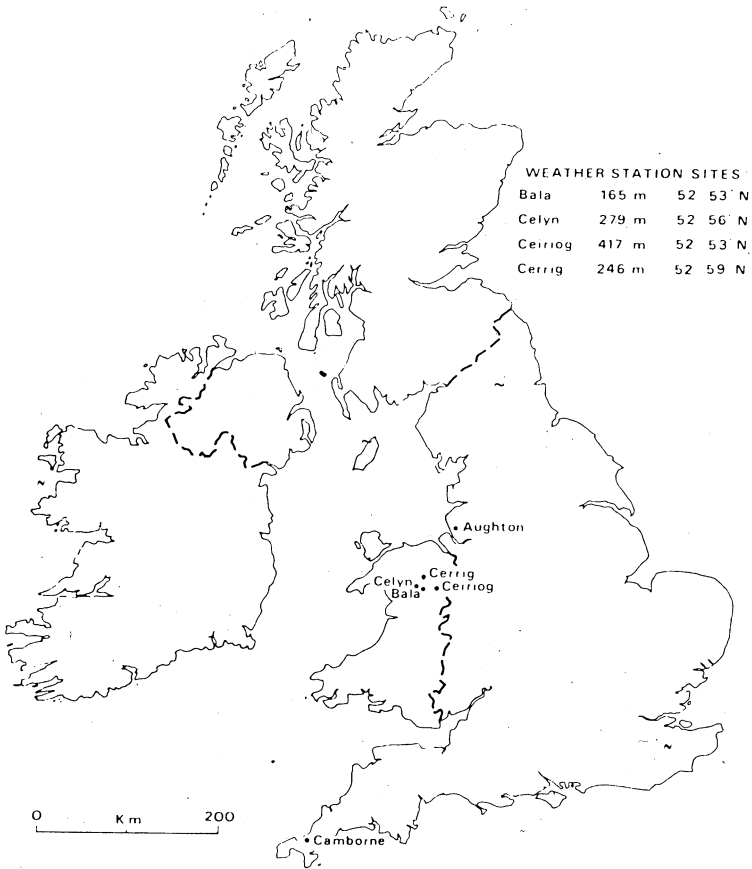 WEATHER STATION SITES
Bala 165 m 52 53' N
Celyn 279 m 52 56' N
Ceiriog 417 m 52 53' N
Cerrig 246 m 52 59 N
Aughton
Cerrig
Celyn
Ceiriog
Bala
0 Km 200
Camborne